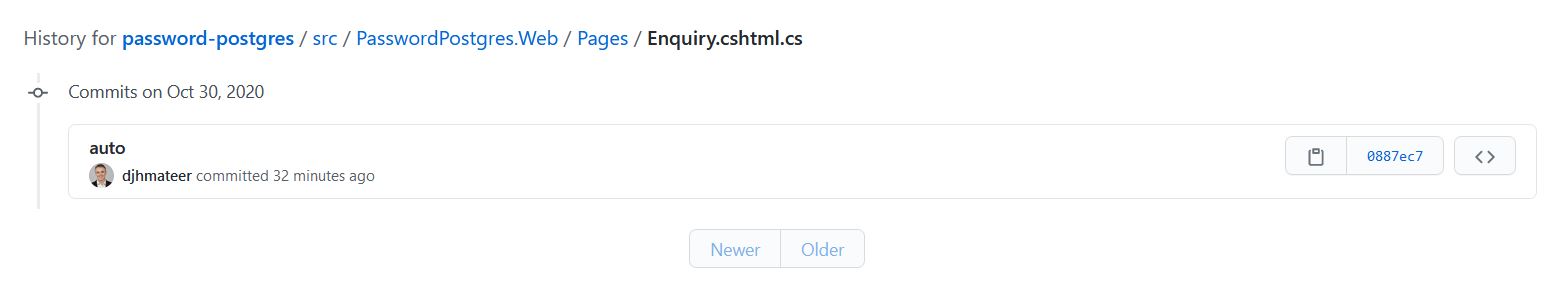 History for password-postgres / src / PasswordPostgres.Web / Pages / Enquiry.cshtml.cs
Commits on Oct 30, 2020
auto
djhmateer committed 32 minutes ago
0887ec7
Newer Older